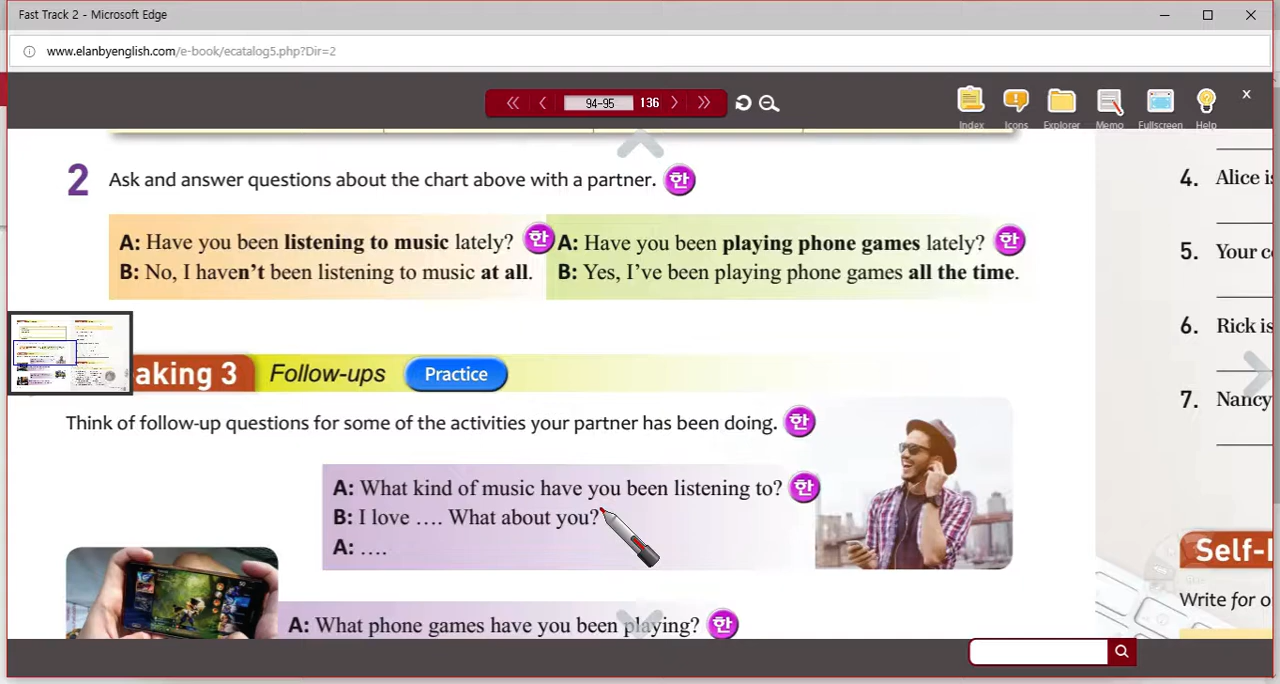 Fast Track 2 - Microsoft Edge
www.elanbyenglish.com/e-book/ecatalog5.php?Dir=2
94-95 136
Index Icons Explorer Memo Fullscreen Help
2 Ask and answer questions about the chart above with a partner. 한
A: Have you been listening to music lately? 한
B: No, I haven't been listening to music at all.
A: Have you been playing phone games lately? 한
B: Yes, I've been playing phone games all the time.
aking 3 Follow-ups Practice
Think of follow-up questions for some of the activities your partner has been doing. 한
A: What kind of music have you been listening to? 한
B: I love .... What about you?
A: ....
A: What phone games have you been playing? 한
4. Alice is
5. Your c
6. Rick is
7. Nancy
Self-
Write for o